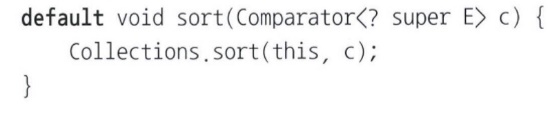 default void sort(Comparator<? super E> c) {
    Collections.sort(this, c);
}